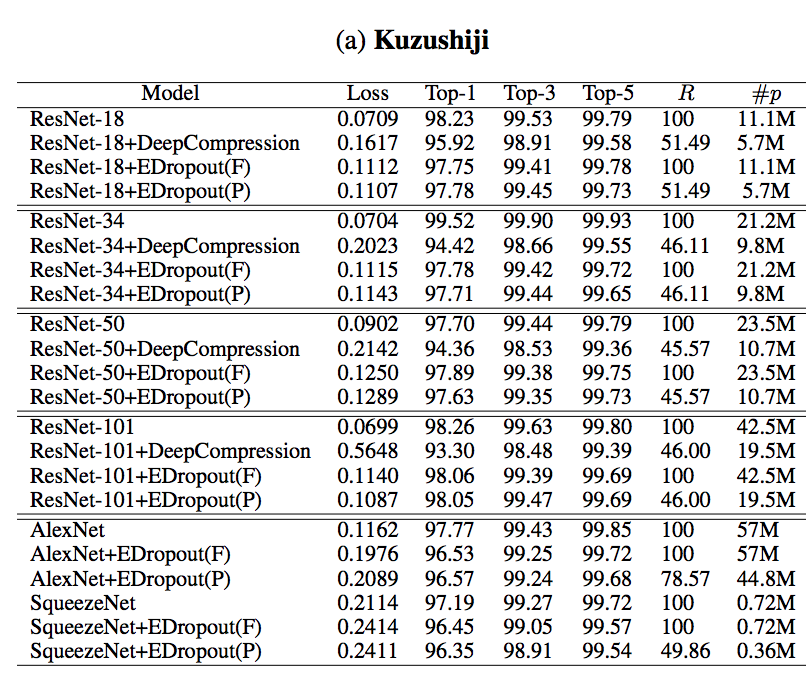 (a) Kuzushiji
Model Loss Top-1 Top-3 Top-5 R #p
ResNet-18 0.0709 98.23 99.53 99.79 100 11.1M
ResNet-18+DeepCompression 0.1617 95.92 98.91 99.58 51.49 5.7M
ResNet-18+EDropout(F) 0.1112 97.75 99.41 99.78 100 11.1M
ResNet-18+EDropout(P) 0.1107 97.78 99.45 99.73 51.49 5.7M
ResNet-34 0.0704 99.52 99.90 99.93 100 21.2M
ResNet-34+DeepCompression 0.2023 94.42 98.66 99.55 46.11 9.8M
ResNet-34+EDropout(F) 0.1115 97.78 99.42 99.72 100 21.2M
ResNet-34+EDropout(P) 0.1143 97.71 99.44 99.65 46.11 9.8M
ResNet-50 0.0902 97.70 99.44 99.79 100 23.5M
ResNet-50+DeepCompression 0.2142 94.36 98.53 99.36 45.57 10.7M
ResNet-50+EDropout(F) 0.1250 97.89 99.38 99.75 100 23.5M
ResNet-50+EDropout(P) 0.1289 97.63 99.35 99.73 45.57 10.7M
ResNet-101 0.0699 98.26 99.63 99.80 100 42.5M
ResNet-101+DeepCompression 0.5648 93.30 98.48 99.39 46.00 19.5M
ResNet-101+EDropout(F) 0.1140 98.06 99.39 99.69 100 42.5M
ResNet-101+EDropout(P) 0.1087 98.05 99.47 99.69 46.00 19.5M
AlexNet 0.1162 97.77 99.43 99.85 100 57M
AlexNet+EDropout(F) 0.1976 96.53 99.25 99.72 100 57M
AlexNet+EDropout(P) 0.2089 96.57 99.24 99.68 78.57 44.8M
SqueezeNet 0.2114 97.19 99.27 99.72 100 0.72M
SqueezeNet+EDropout(F) 0.2414 96.45 99.05 99.57 100 0.72M
SqueezeNet+EDropout(P) 0.2411 96.35 98.91 99.54 49.86 0.36M